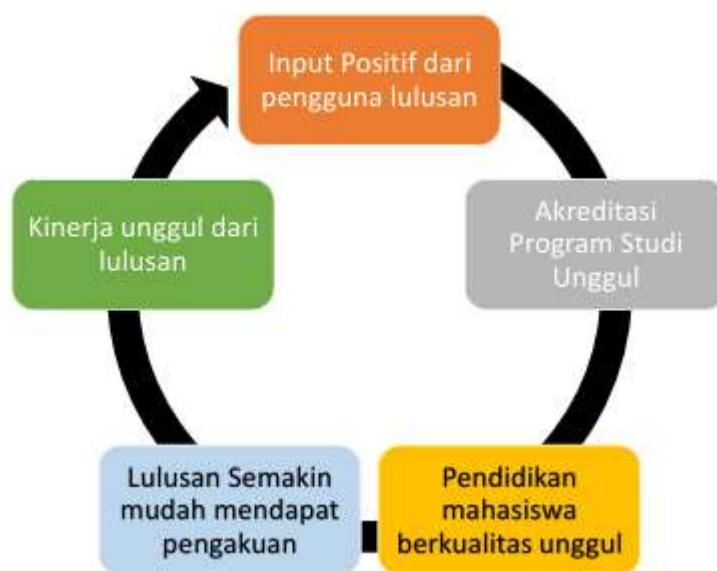 Input Positif dari
pengguna lulusan
Akreditasi
Program Studi
Unggul
Pendidikan
mahasiswa
berkualitas unggul
Lulusan Semakin
mudah mendapat
pengakuan
Kinerja unggul dari
lulusan